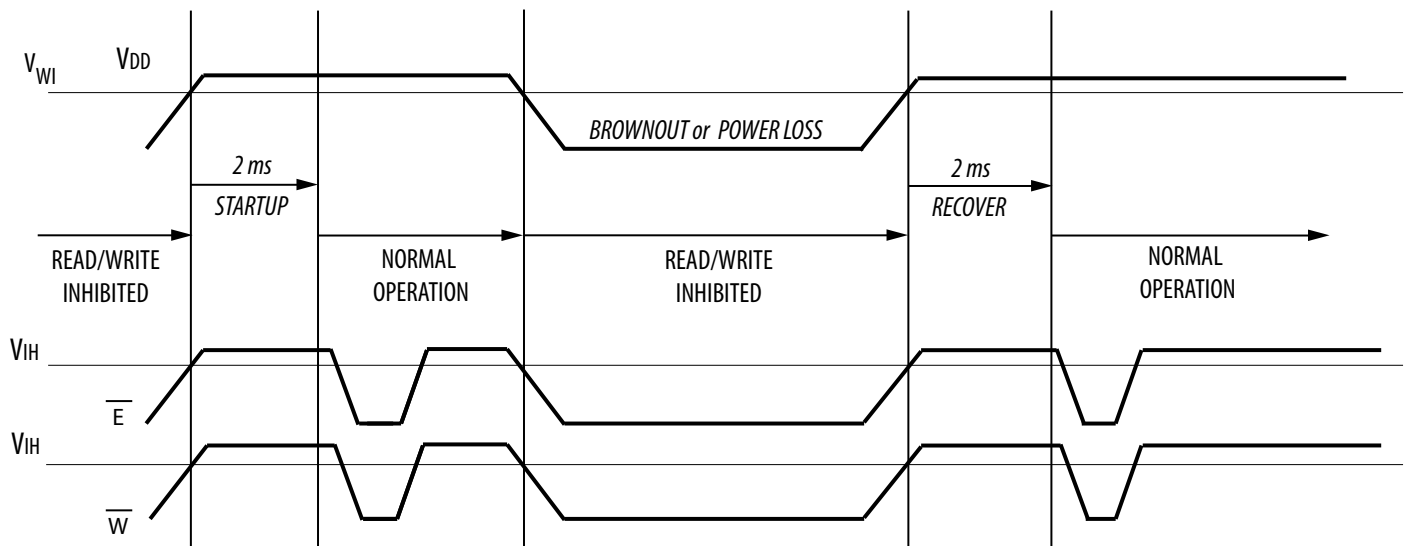 VWI VDD
BROWNOUT or POWER LOSS
2 ms
STARTUP
2 ms
RECOVER
READ/WRITE
INHIBITED
NORMAL
OPERATION
READ/WRITE
INHIBITED
NORMAL
OPERATION
VIH
E
VIH
W